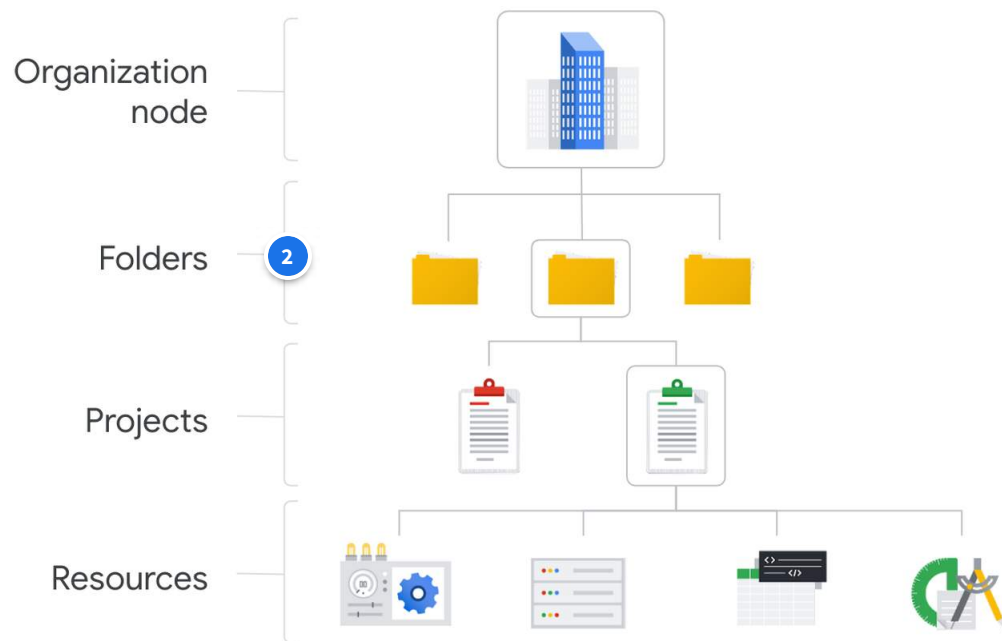 Organization
node
Folders
2
Projects
Resources
<>
</>